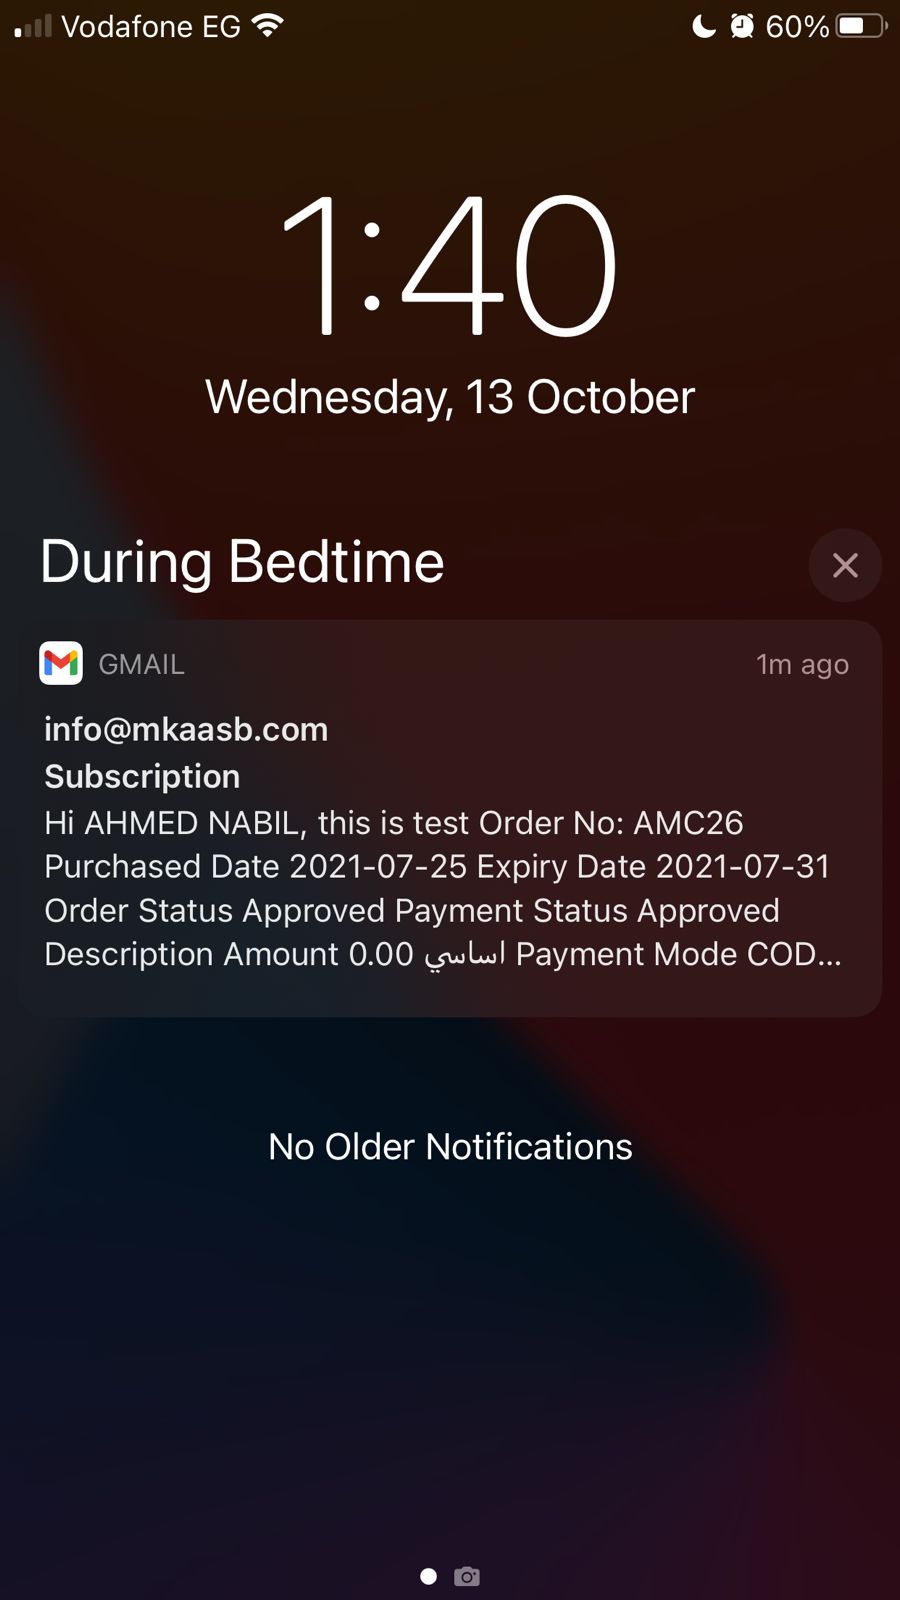 Vodafone EG 60%
1:40
Wednesday, 13 October
During Bedtime
GMAIL 1m ago
info@mkaasb.com
Subscription
Hi AHMED NABIL, this is test Order No: AMC26
Purchased Date 2021-07-25 Expiry Date 2021-07-31
Order Status Approved Payment Status Approved
Description Amount 0.00 اساسي Payment Mode COD...
No Older Notifications